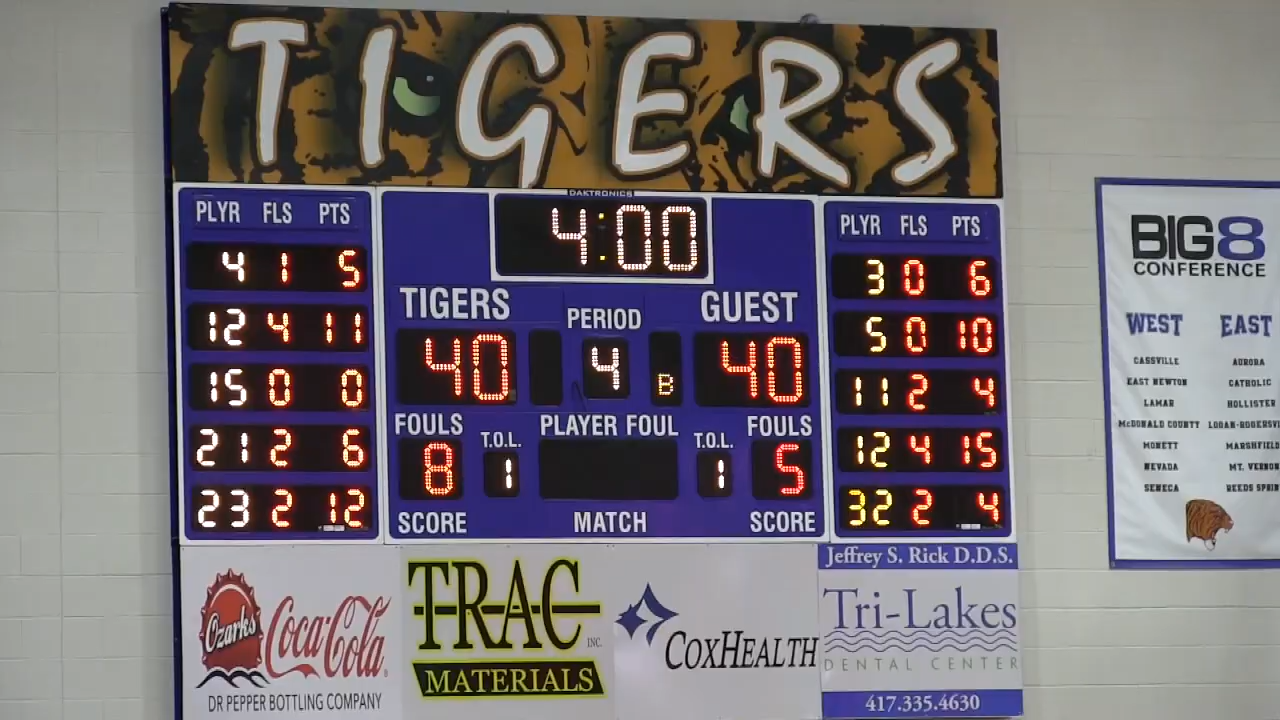 TIGERS
DAKTRONICS
4:00
PLYR FLS PTS
4 1 5
12 4 11
15 0 0
21 2 6
23 2 12
TIGERS PERIOD GUEST
40 4 B 40
FOULS T.O.L. PLAYER FOUL T.O.L. FOULS
8 1 1 5
SCORE MATCH SCORE
PLYR FLS PTS
3 0 6
5 0 10
11 2 4
12 4 15
32 2 4
Ozarks Coca-Cola
DR PEPPER BOTTLING COMPANY
TRAC INC.
MATERIALS
COXHEALTH
Jeffrey S. Rick D.D.S.
Tri-Lakes
DENTAL CENTER
417.335.4630
BIG8
CONFERENCE
WEST EAST
CASSVILLE AURORA
EAST NEWTON CATHOLIC
LAMAR HOLLISTER
McDONALD COUNTY LOGAN-ROGERSVI
MONETT MARSHFIELD
NEVADA MT. VERNON
SENECA REEDS SPRIN